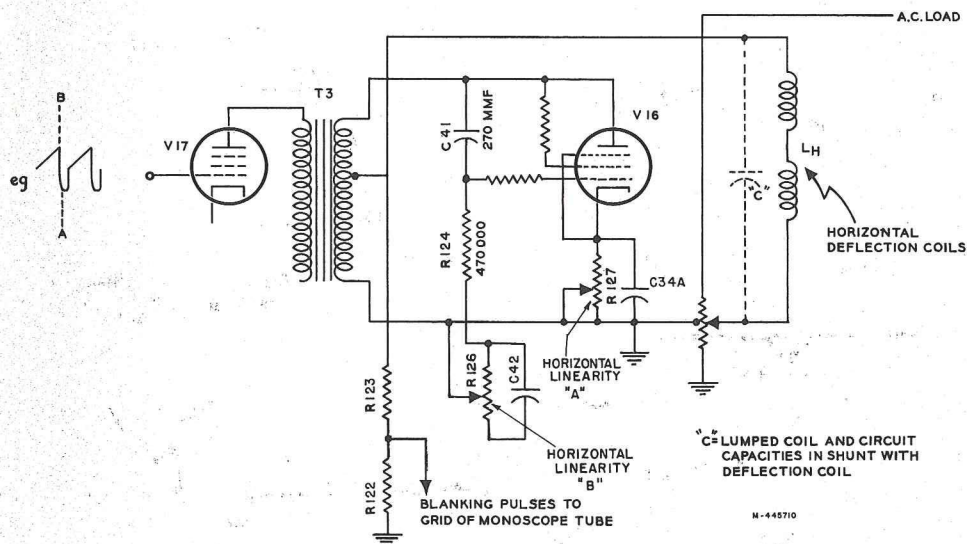 A.C. LOAD
B
eg
A
V17
T3
C41
270 MMF
V16
R124
470 000
"C"
LH
HORIZONTAL
DEFLECTION COILS
R127
C34A
HORIZONTAL
LINEARITY
"A"
R126
C42
R123
HORIZONTAL
LINEARITY
"B"
R122
BLANKING PULSES TO
GRID OF MONOSCOPE TUBE
"C"= LUMPED COIL AND CIRCUIT
CAPACITIES IN SHUNT WITH
DEFLECTION COIL
M-445710